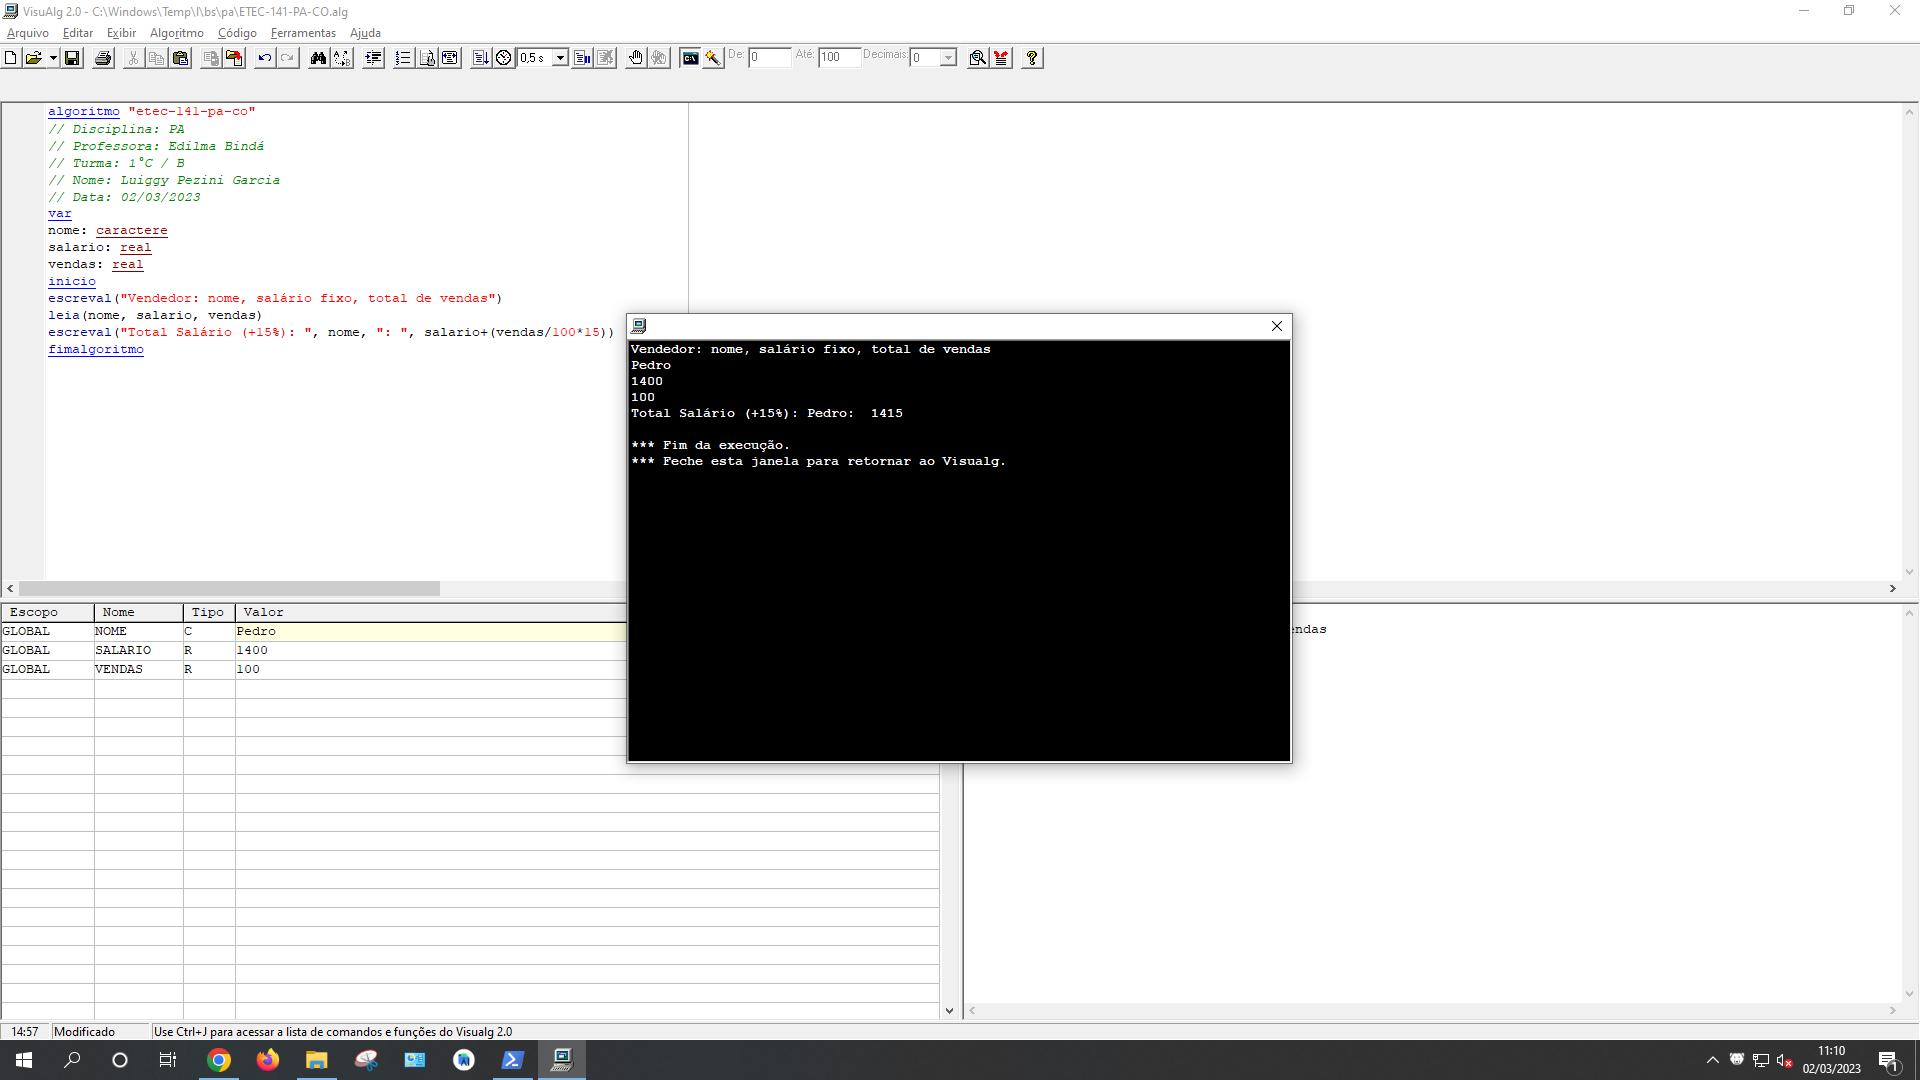 VisuAlg 2.0 - C:\Windows\Temp\l\bs\pa\ETEC-141-PA-CO.alg
Arquivo Editar Exibir Algoritmo Código Ferramentas Ajuda
0,5 s De: 0 Até: 100 Decimais: 0
algoritmo "etec-141-pa-co"
// Disciplina: PA
// Professora: Edilma Bindá
// Turma: 1°C / B
// Nome: Luiggy Pezini Garcia
// Data: 02/03/2023
var
nome: caractere
salario: real
vendas: real
inicio
escreval("Vendedor: nome, salário fixo, total de vendas")
leia(nome, salario, vendas)
escreval("Total Salário (+15%): ", nome, ": ", salario+(vendas/100*15))
fimalgoritmo
Vendedor: nome, salário fixo, total de vendas
Pedro
1400
100
Total Salário (+15%): Pedro:  1415
*** Fim da execução.
*** Feche esta janela para retornar ao Visualg.
Escopo Nome Tipo Valor
GLOBAL NOME C Pedro
GLOBAL SALARIO R 1400
GLOBAL VENDAS R 100
endas
14:57 Modificado Use Ctrl+J para acessar a lista de comandos e funções do Visualg 2.0
11:10
02/03/2023
1